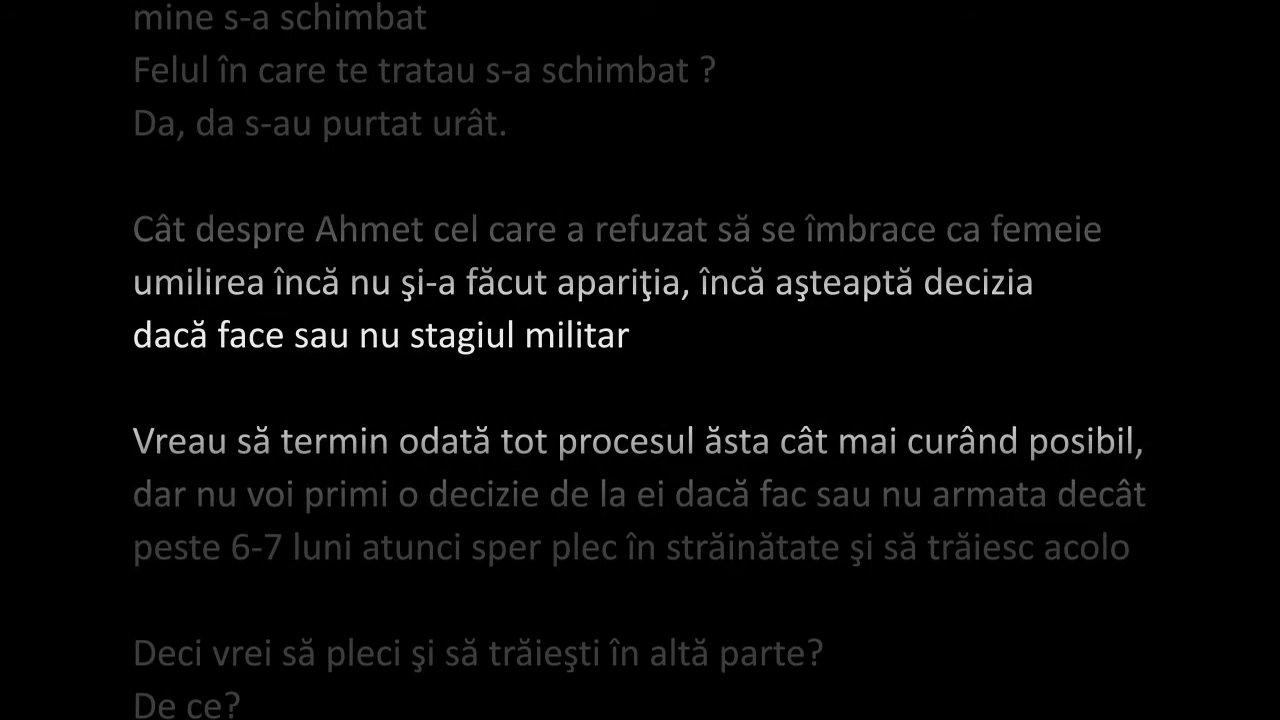 mine s-a schimbat
Felul în care te tratau s-a schimbat ?
Da, da s-au purtat urât.
Cât despre Ahmet cel care a refuzat să se îmbrace ca femeie
umilirea încă nu şi-a făcut apariţia, încă aşteaptă decizia
dacă face sau nu stagiul militar
Vreau să termin odată tot procesul ăsta cât mai curând posibil,
dar nu voi primi o decizie de la ei dacă fac sau nu armata decât
peste 6-7 luni atunci sper plec în străinătate şi să trăiesc acolo
Deci vrei să pleci şi să trăieşti în altă parte?
De ce?